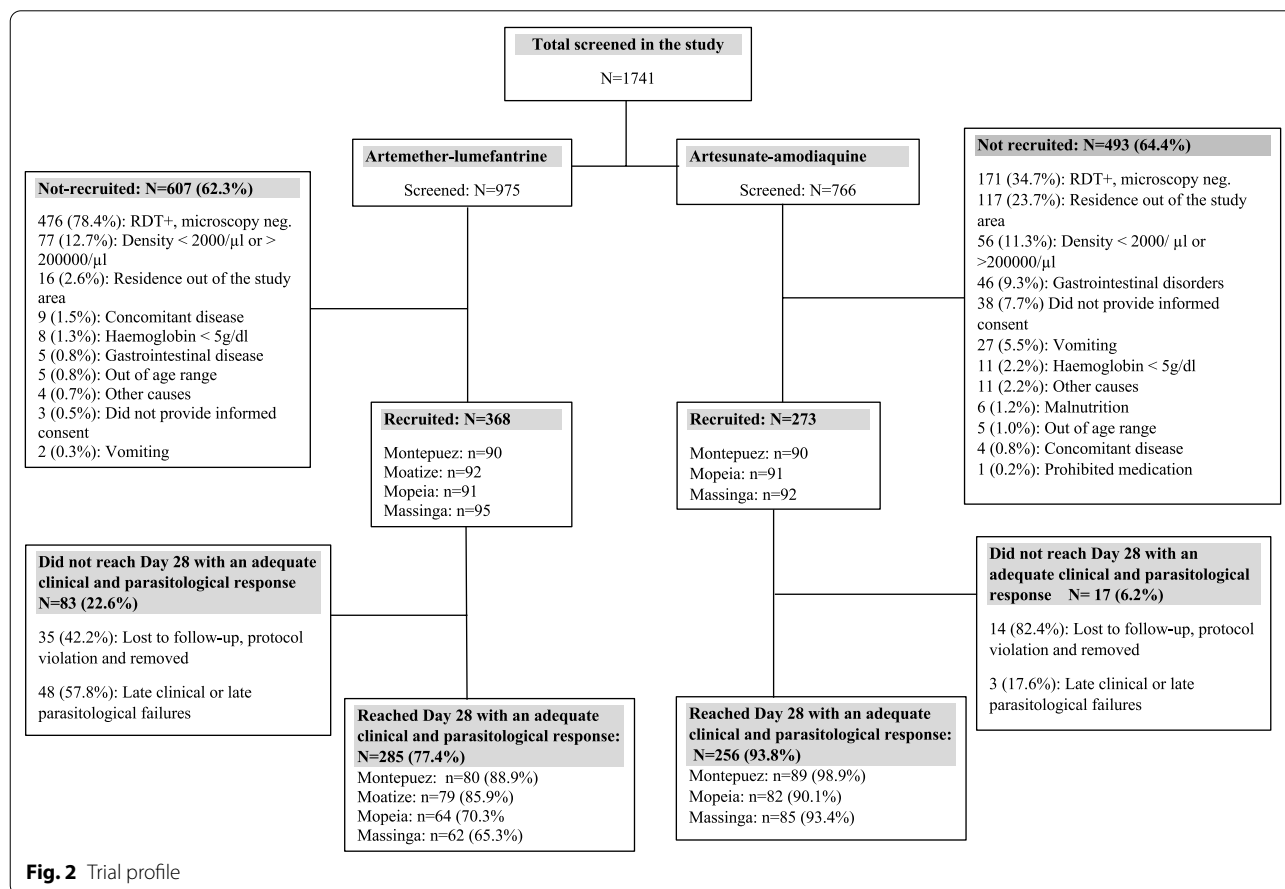 Total screened in the study
N=1741
Artemether-lumefantrine
Screened: N=975
Artesunate-amodiaquine
Screened: N=766
Not-recruited: N=607 (62.3%)
476 (78.4%): RDT+, microscopy neg.
77 (12.7%): Density < 2000/µl or >
200000/µl
16 (2.6%): Residence out of the study
area
9 (1.5%): Concomitant disease
8 (1.3%): Haemoglobin < 5g/dl
5 (0.8%): Gastrointestinal disease
5 (0.8%): Out of age range
4 (0.7%): Other causes
3 (0.5%): Did not provide informed
consent
2 (0.3%): Vomiting
Not recruited: N=493 (64.4%)
171 (34.7%): RDT+, microscopy neg.
117 (23.7%): Residence out of the study
area
56 (11.3%): Density < 2000/ µl or
>200000/µl
46 (9.3%): Gastrointestinal disorders
38 (7.7%) Did not provide informed
consent
27 (5.5%): Vomiting
11 (2.2%): Haemoglobin < 5g/dl
11 (2.2%): Other causes
6 (1.2%): Malnutrition
5 (1.0%): Out of age range
4 (0.8%): Concomitant disease
1 (0.2%): Prohibited medication
Recruited: N=368
Montepuez: n=90
Moatize: n=92
Mopeia: n=91
Massinga: n=95
Recruited: N=273
Montepuez: n=90
Mopeia: n=91
Massinga: n=92
Did not reach Day 28 with an adequate
clinical and parasitological response
N=83 (22.6%)
35 (42.2%): Lost to follow-up, protocol
violation and removed
48 (57.8%): Late clinical or late
parasitological failures
Did not reach Day 28 with an
adequate clinical and parasitological
response N= 17 (6.2%)
14 (82.4%): Lost to follow-up, protocol
violation and removed
3 (17.6%): Late clinical or late
parasitological failures
Reached Day 28 with an adequate
clinical and parasitological response:
N=285 (77.4%)
Montepuez: n=80 (88.9%)
Moatize: n=79 (85.9%)
Mopeia: n=64 (70.3%
Massinga: n=62 (65.3%)
Reached Day 28 with an adequate
clinical and parasitological response:
N=256 (93.8%)
Montepuez: n=89 (98.9%)
Mopeia: n=82 (90.1%)
Massinga: n=85 (93.4%)
Fig. 2 Trial profile